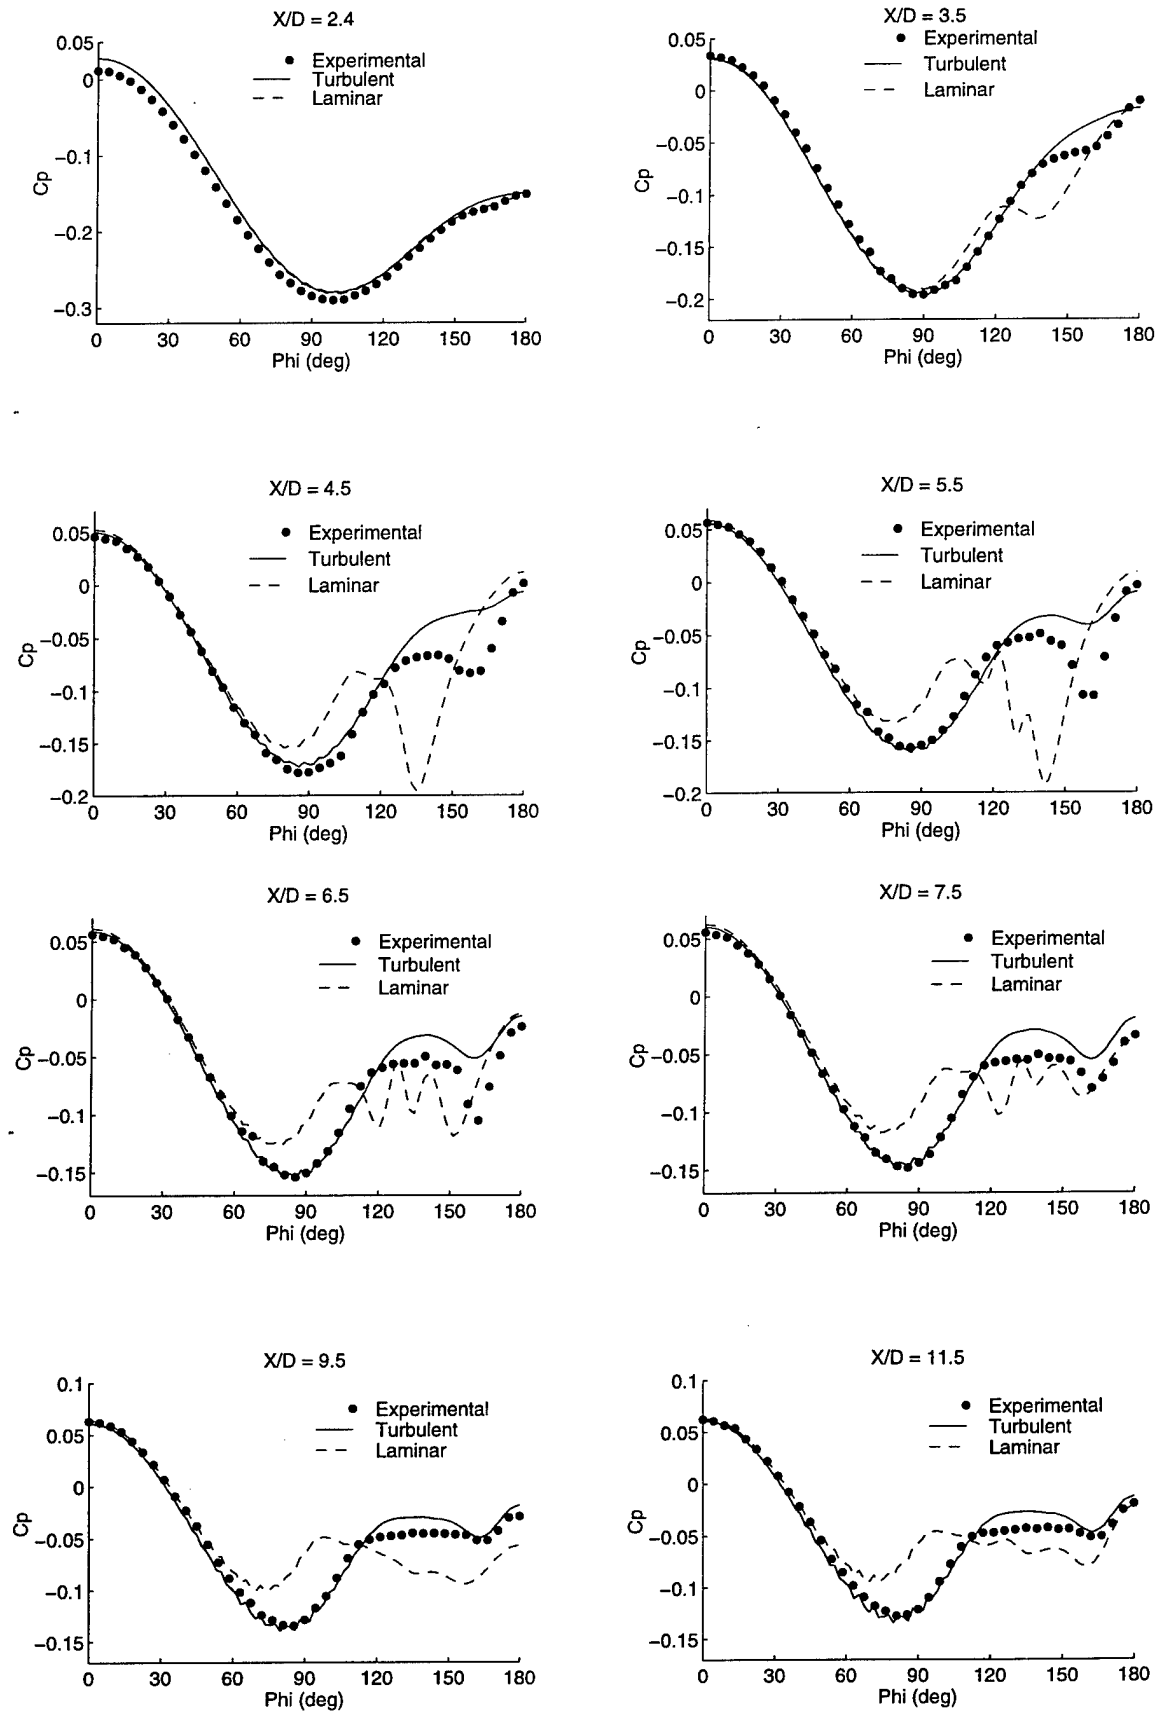 X/D = 2.4
0.05
0
−0.1
−0.2
−0.3
Cp
Experimental
Turbulent
Laminar
0 30 60 90 120 150 180
Phi (deg)
X/D = 3.5
0.05
0
−0.05
−0.1
−0.15
−0.2
Cp
Experimental
Turbulent
Laminar
0 30 60 90 120 150 180
Phi (deg)
X/D = 4.5
0.05
0
−0.05
−0.1
−0.15
−0.2
Cp
Experimental
Turbulent
Laminar
0 30 60 90 120 150 180
Phi (deg)
X/D = 5.5
0.05
0
−0.05
−0.1
−0.15
−0.2
Cp
Experimental
Turbulent
Laminar
0 30 60 90 120 150 180
Phi (deg)
X/D = 6.5
0.05
0
−0.05
−0.1
−0.15
Cp
Experimental
Turbulent
Laminar
0 30 60 90 120 150 180
Phi (deg)
X/D = 7.5
0.05
0
−0.05
−0.1
−0.15
Cp
Experimental
Turbulent
Laminar
0 30 60 90 120 150 180
Phi (deg)
X/D = 9.5
0.1
0.05
0
−0.05
−0.1
−0.15
Cp
Experimental
Turbulent
Laminar
0 30 60 90 120 150 180
Phi (deg)
X/D = 11.5
0.1
0.05
0
−0.05
−0.1
−0.15
Cp
Experimental
Turbulent
Laminar
0 30 60 90 120 150 180
Phi (deg)